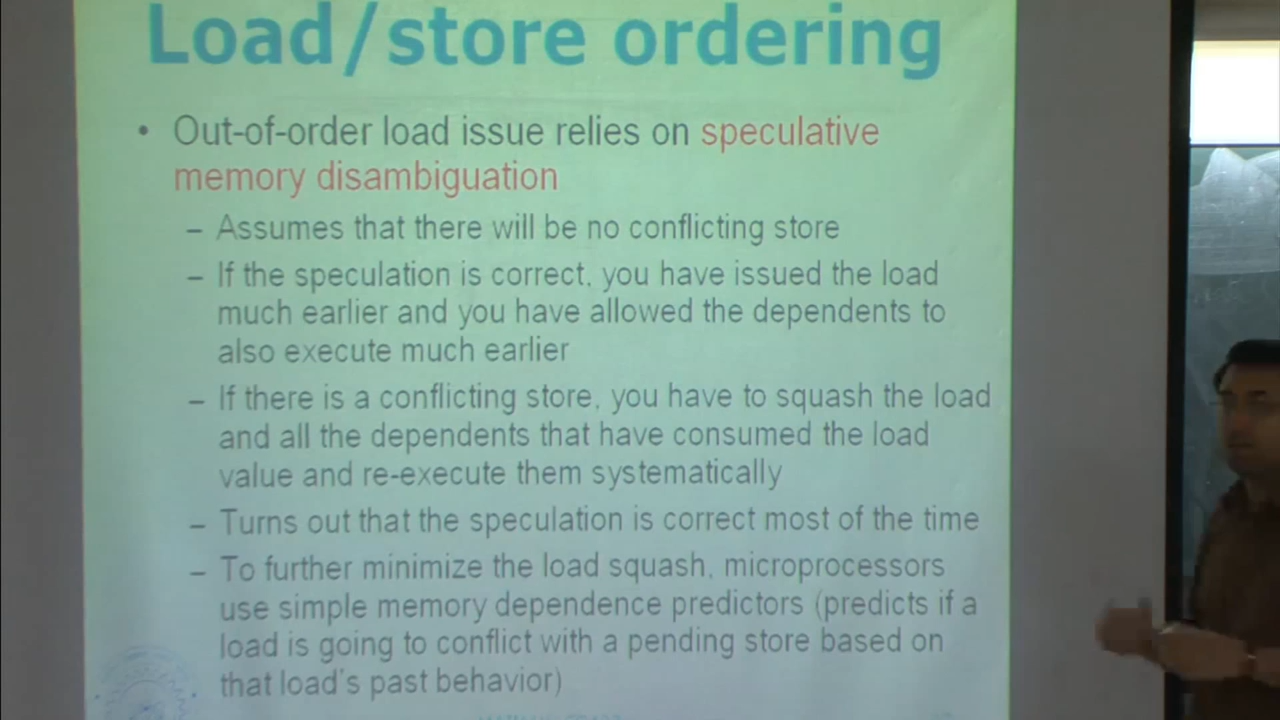 Load/store ordering
• Out-of-order load issue relies on speculative
memory disambiguation
– Assumes that there will be no conflicting store
– If the speculation is correct, you have issued the load
much earlier and you have allowed the dependents to
also execute much earlier
– If there is a conflicting store, you have to squash the load
and all the dependents that have consumed the load
value and re-execute them systematically
– Turns out that the speculation is correct most of the time
– To further minimize the load squash, microprocessors
use simple memory dependence predictors (predicts if a
load is going to conflict with a pending store based on
that load's past behavior)